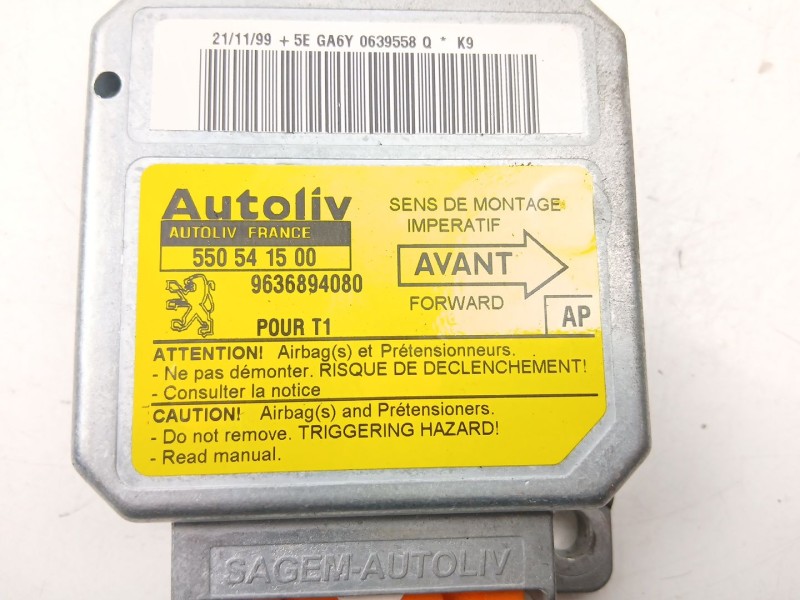 21/11/99 + 5E GA6Y 0639558 Q * K9
Autoliv
AUTOLIV FRANCE
550 54 15 00
9636894080
POUR T1
SENS DE MONTAGE
IMPERATIF
AVANT
FORWARD
AP
ATTENTION! Airbag(s) et Prétensionneurs.
- Ne pas démonter. RISQUE DE DECLENCHEMENT!
- Consulter la notice
CAUTION! Airbag(s) and Prétensioners.
- Do not remove. TRIGGERING HAZARD!
- Read manual.
SAGEM-AUTOLIV